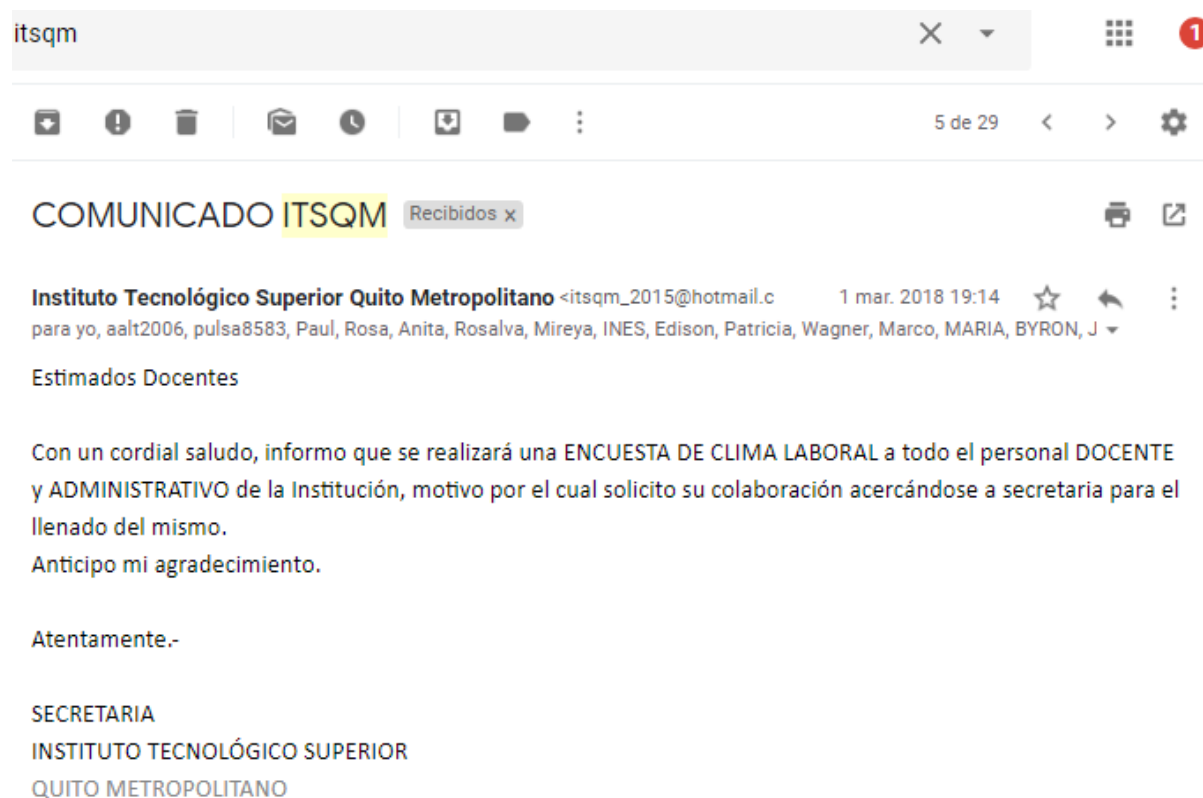 itsqm
1
5 de 29
COMUNICADO ITSQM Recibidos x
Instituto Tecnológico Superior Quito Metropolitano <itsqm_2015@hotmail.c 1 mar. 2018 19:14
para yo, aalt2006, pulsa8583, Paul, Rosa, Anita, Rosalva, Mireya, INES, Edison, Patricia, Wagner, Marco, MARIA, BYRON, J
Estimados Docentes
Con un cordial saludo, informo que se realizará una ENCUESTA DE CLIMA LABORAL a todo el personal DOCENTE
y ADMINISTRATIVO de la Institución, motivo por el cual solicito su colaboración acercándose a secretaria para el
llenado del mismo.
Anticipo mi agradecimiento.
Atentamente.-
SECRETARIA
INSTITUTO TECNOLÓGICO SUPERIOR
QUITO METROPOLITANO